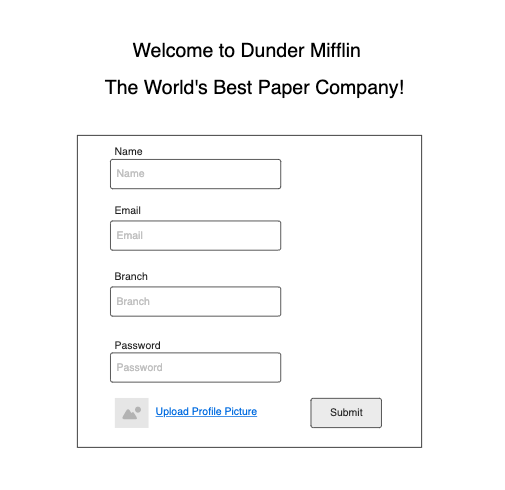 Welcome to Dunder Mifflin
The World's Best Paper Company!
Name
Name
Email
Email
Branch
Branch
Password
Password
Upload Profile Picture
Submit